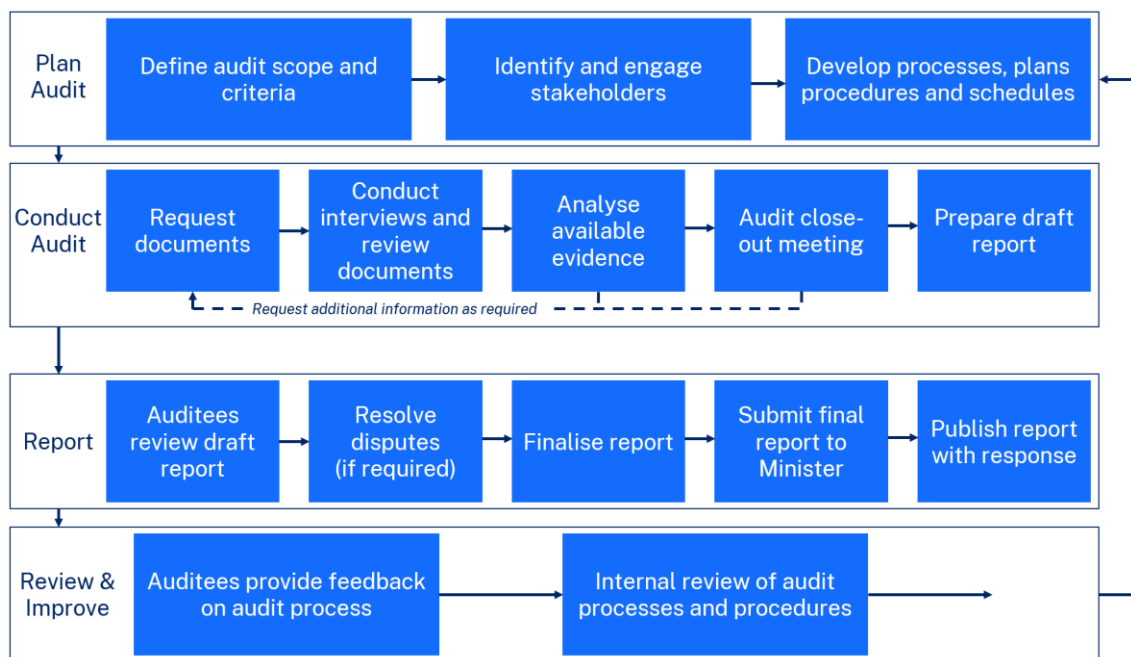 Plan
Audit
Define audit scope and
criteria
Identify and engage
stakeholders
Develop processes, plans
procedures and schedules
Conduct
Audit
Request
documents
Conduct
interviews and
review
documents
Analyse
available
evidence
Audit close-
out meeting
Prepare draft
report
Request additional information as required
Report
Auditees
review draft
report
Resolve
disputes
(if required)
Finalise report
Submit final
report to
Minister
Publish report
with response
Review &
Improve
Auditees provide feedback
on audit process
Internal review of audit
processes and procedures